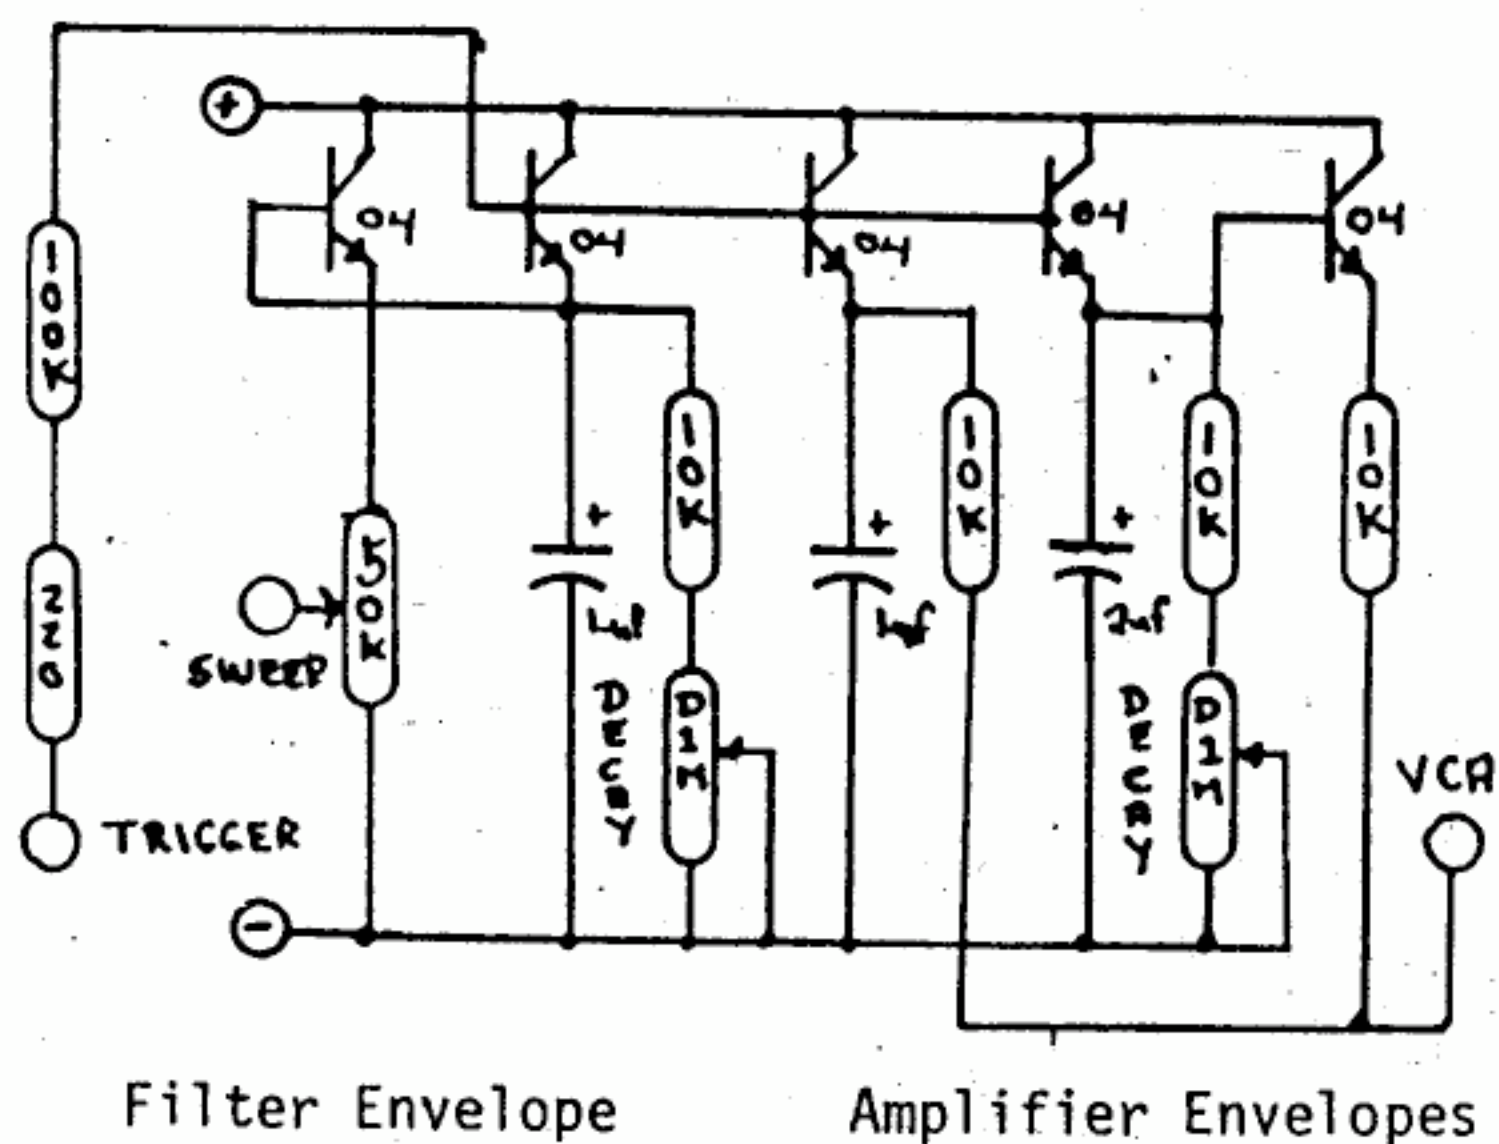 +
04
04
04
04
04
100K
10K
10K
10K
10K
220
50K
SWEEP
+
+
+
2uf
DECAY
D1M
DECAY
D1M
VCA
TRIGGER
-
Filter Envelope
Amplifier Envelopes